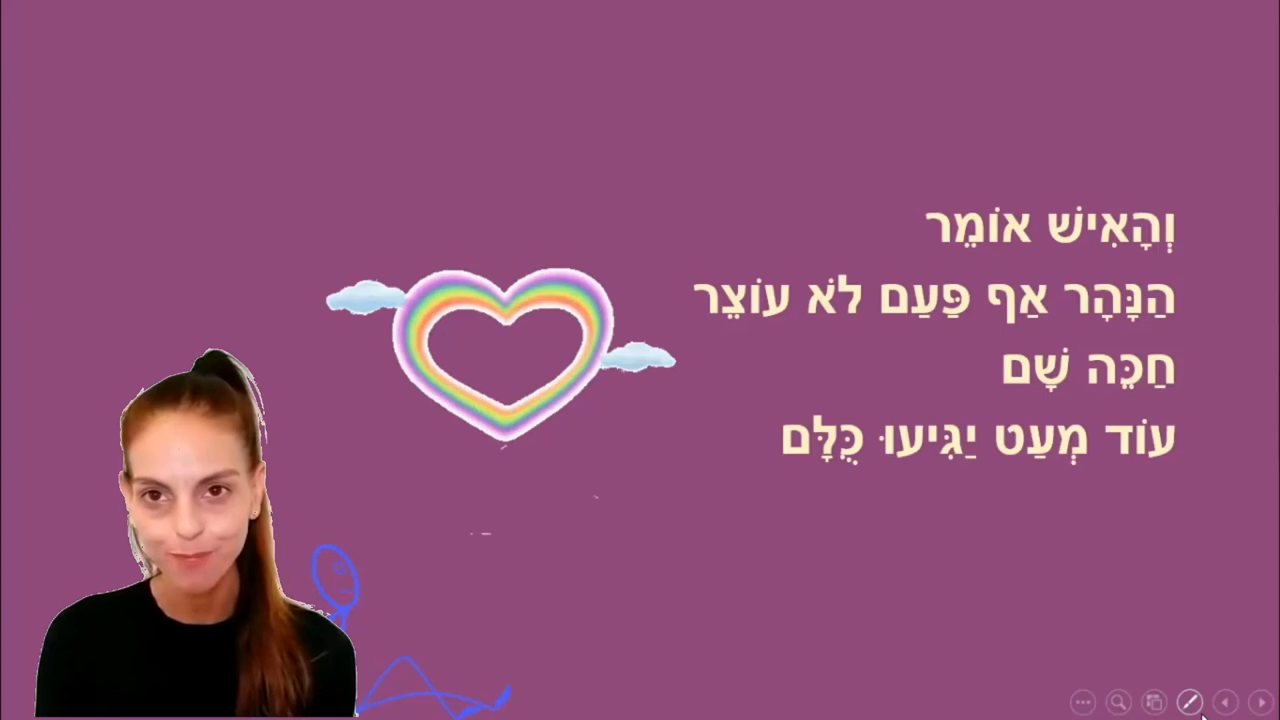 וְהָאִישׁ אוֹמֵר
הַנָּהָר אַף פַּעַם לֹא עוֹצֵר
חַכֵּה שָׁם
עוֹד מְעַט יַגִּיעוּ כֻּלָּם